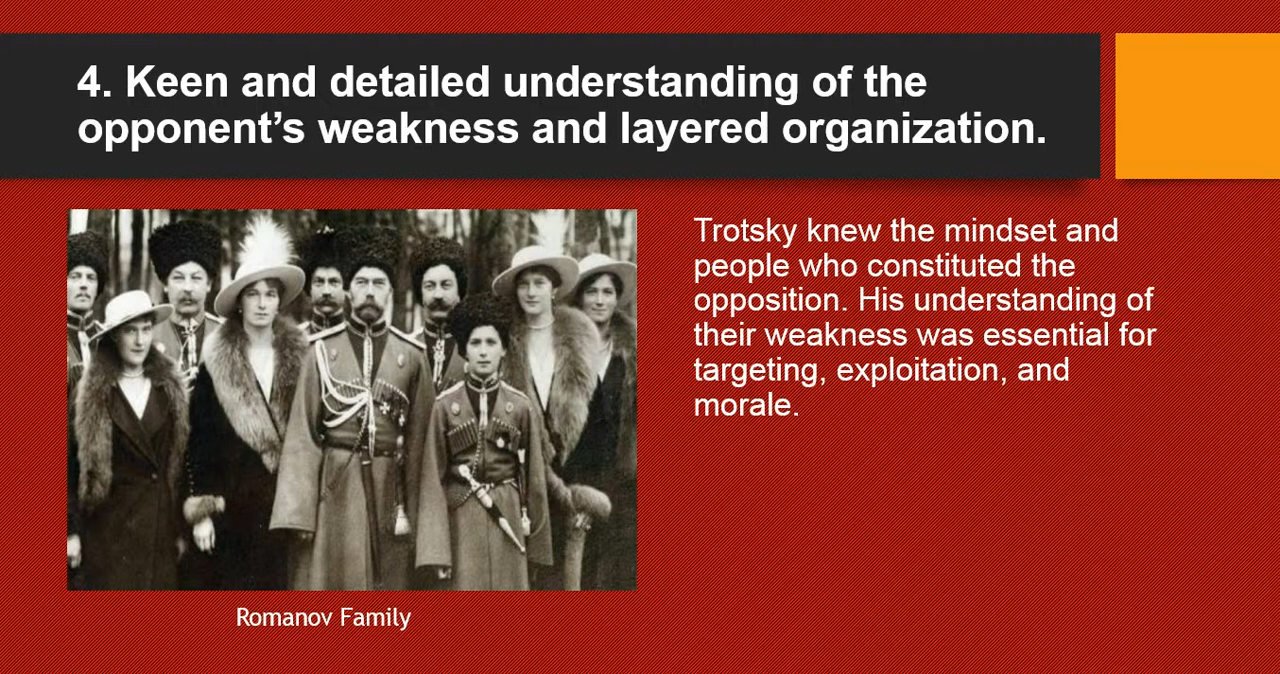 4. Keen and detailed understanding of the
opponent’s weakness and layered organization.
Trotsky knew the mindset and
people who constituted the
opposition. His understanding of
their weakness was essential for
targeting, exploitation, and
morale.
Romanov Family